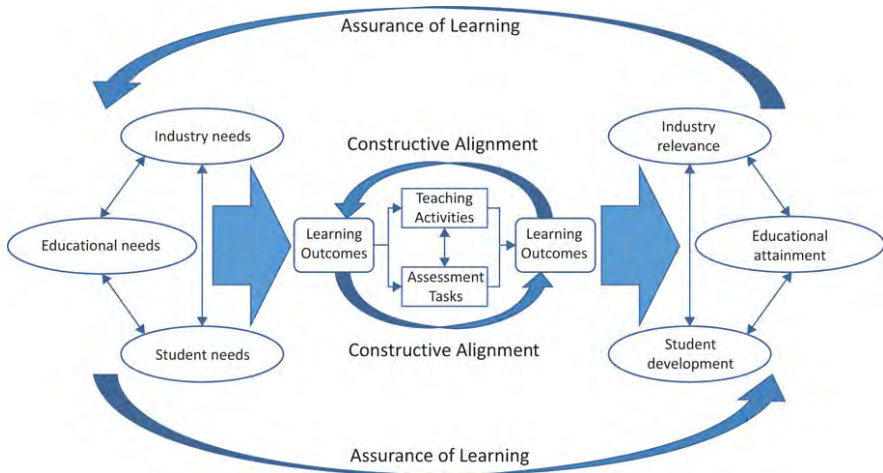 Assurance of Learning
Industry needs
Educational needs
Student needs
Constructive Alignment
Learning
Outcomes
Teaching
Activities
Assessment
Tasks
Learning
Outcomes
Constructive Alignment
Industry
relevance
Educational
attainment
Student
development
Assurance of Learning